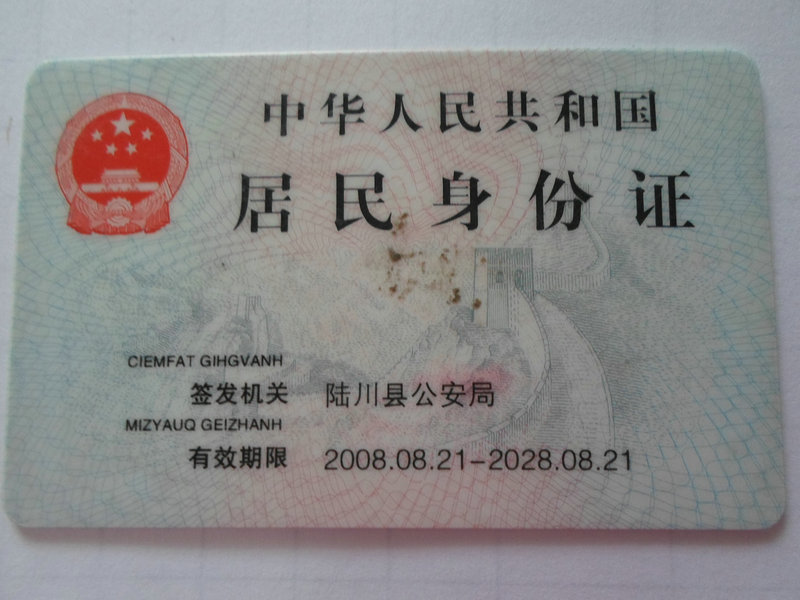 中华人民共和国
居民身份证
CIEMFAT GIHGVANH
签发机关 陆川县公安局
MIZYAUQ GEIZHANH
有效期限 2008.08.21-2028.08.21